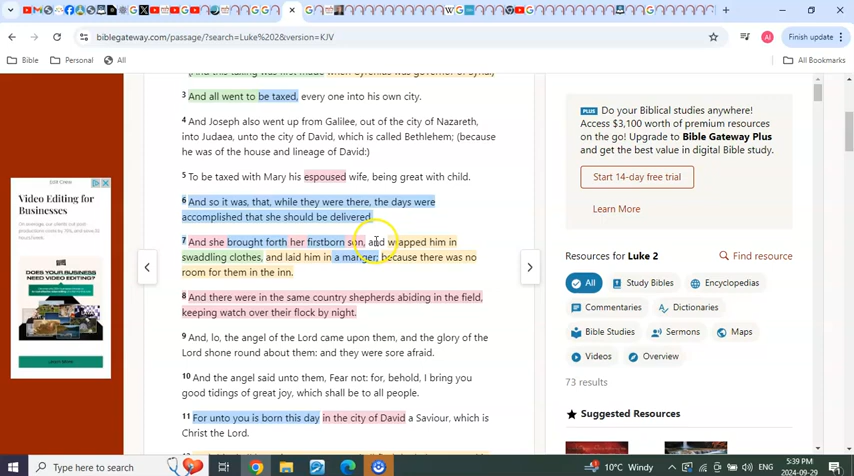 biblegateway.com/passage/?search=Luke%202&version=KJV
AI
Finish update
Bible
Personal
All
All Bookmarks
3 And all went to be taxed, every one into his own city.
4 And Joseph also went up from Galilee, out of the city of Nazareth,
into Judaea, unto the city of David, which is called Bethlehem; (because
he was of the house and lineage of David:)
5 To be taxed with Mary his espoused wife, being great with child.
6 And so it was, that, while they were there, the days were
accomplished that she should be delivered.
7 And she brought forth her firstborn son, and wrapped him in
swaddling clothes, and laid him in a manger; because there was no
room for them in the inn.
8 And there were in the same country shepherds abiding in the field,
keeping watch over their flock by night.
9 And, lo, the angel of the Lord came upon them, and the glory of the
Lord shone round about them: and they were sore afraid.
10 And the angel said unto them, Fear not: for, behold, I bring you
good tidings of great joy, which shall be to all people.
11 For unto you is born this day in the city of David a Saviour, which is
Christ the Lord.
Video Editing for
Businesses
PLUS Do your Biblical studies anywhere!
Access $3,100 worth of premium resources
on the go! Upgrade to Bible Gateway Plus
and get the best value in digital Bible study.
Start 14-day free trial
Learn More
Resources for Luke 2
Find resource
All
Study Bibles
Encyclopedias
Commentaries
Dictionaries
Bible Studies
Sermons
Maps
Videos
Overview
73 results
Suggested Resources
Type here to search
10°C Windy
ENG
5:39 PM
2024-09-29